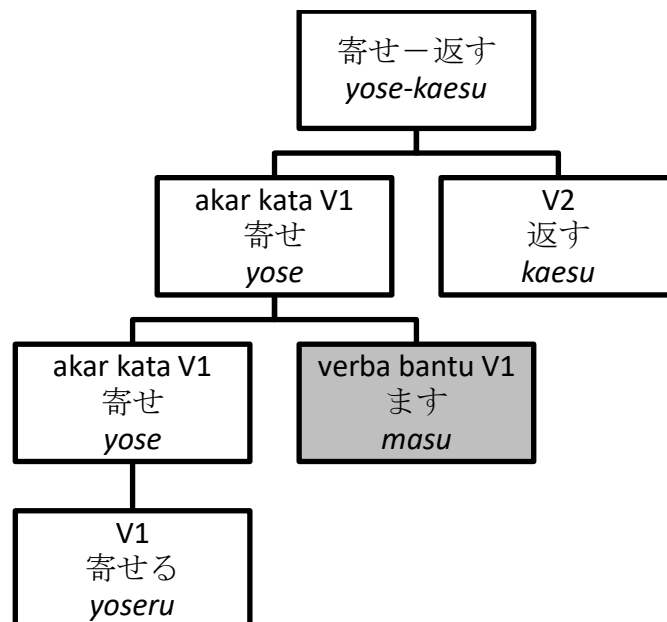 寄せ－返す
yose-kaesu
akar kata V1
寄せ
yose
V2
返す
kaesu
akar kata V1
寄せ
yose
verba bantu V1
ます
masu
V1
寄せる
yoseru